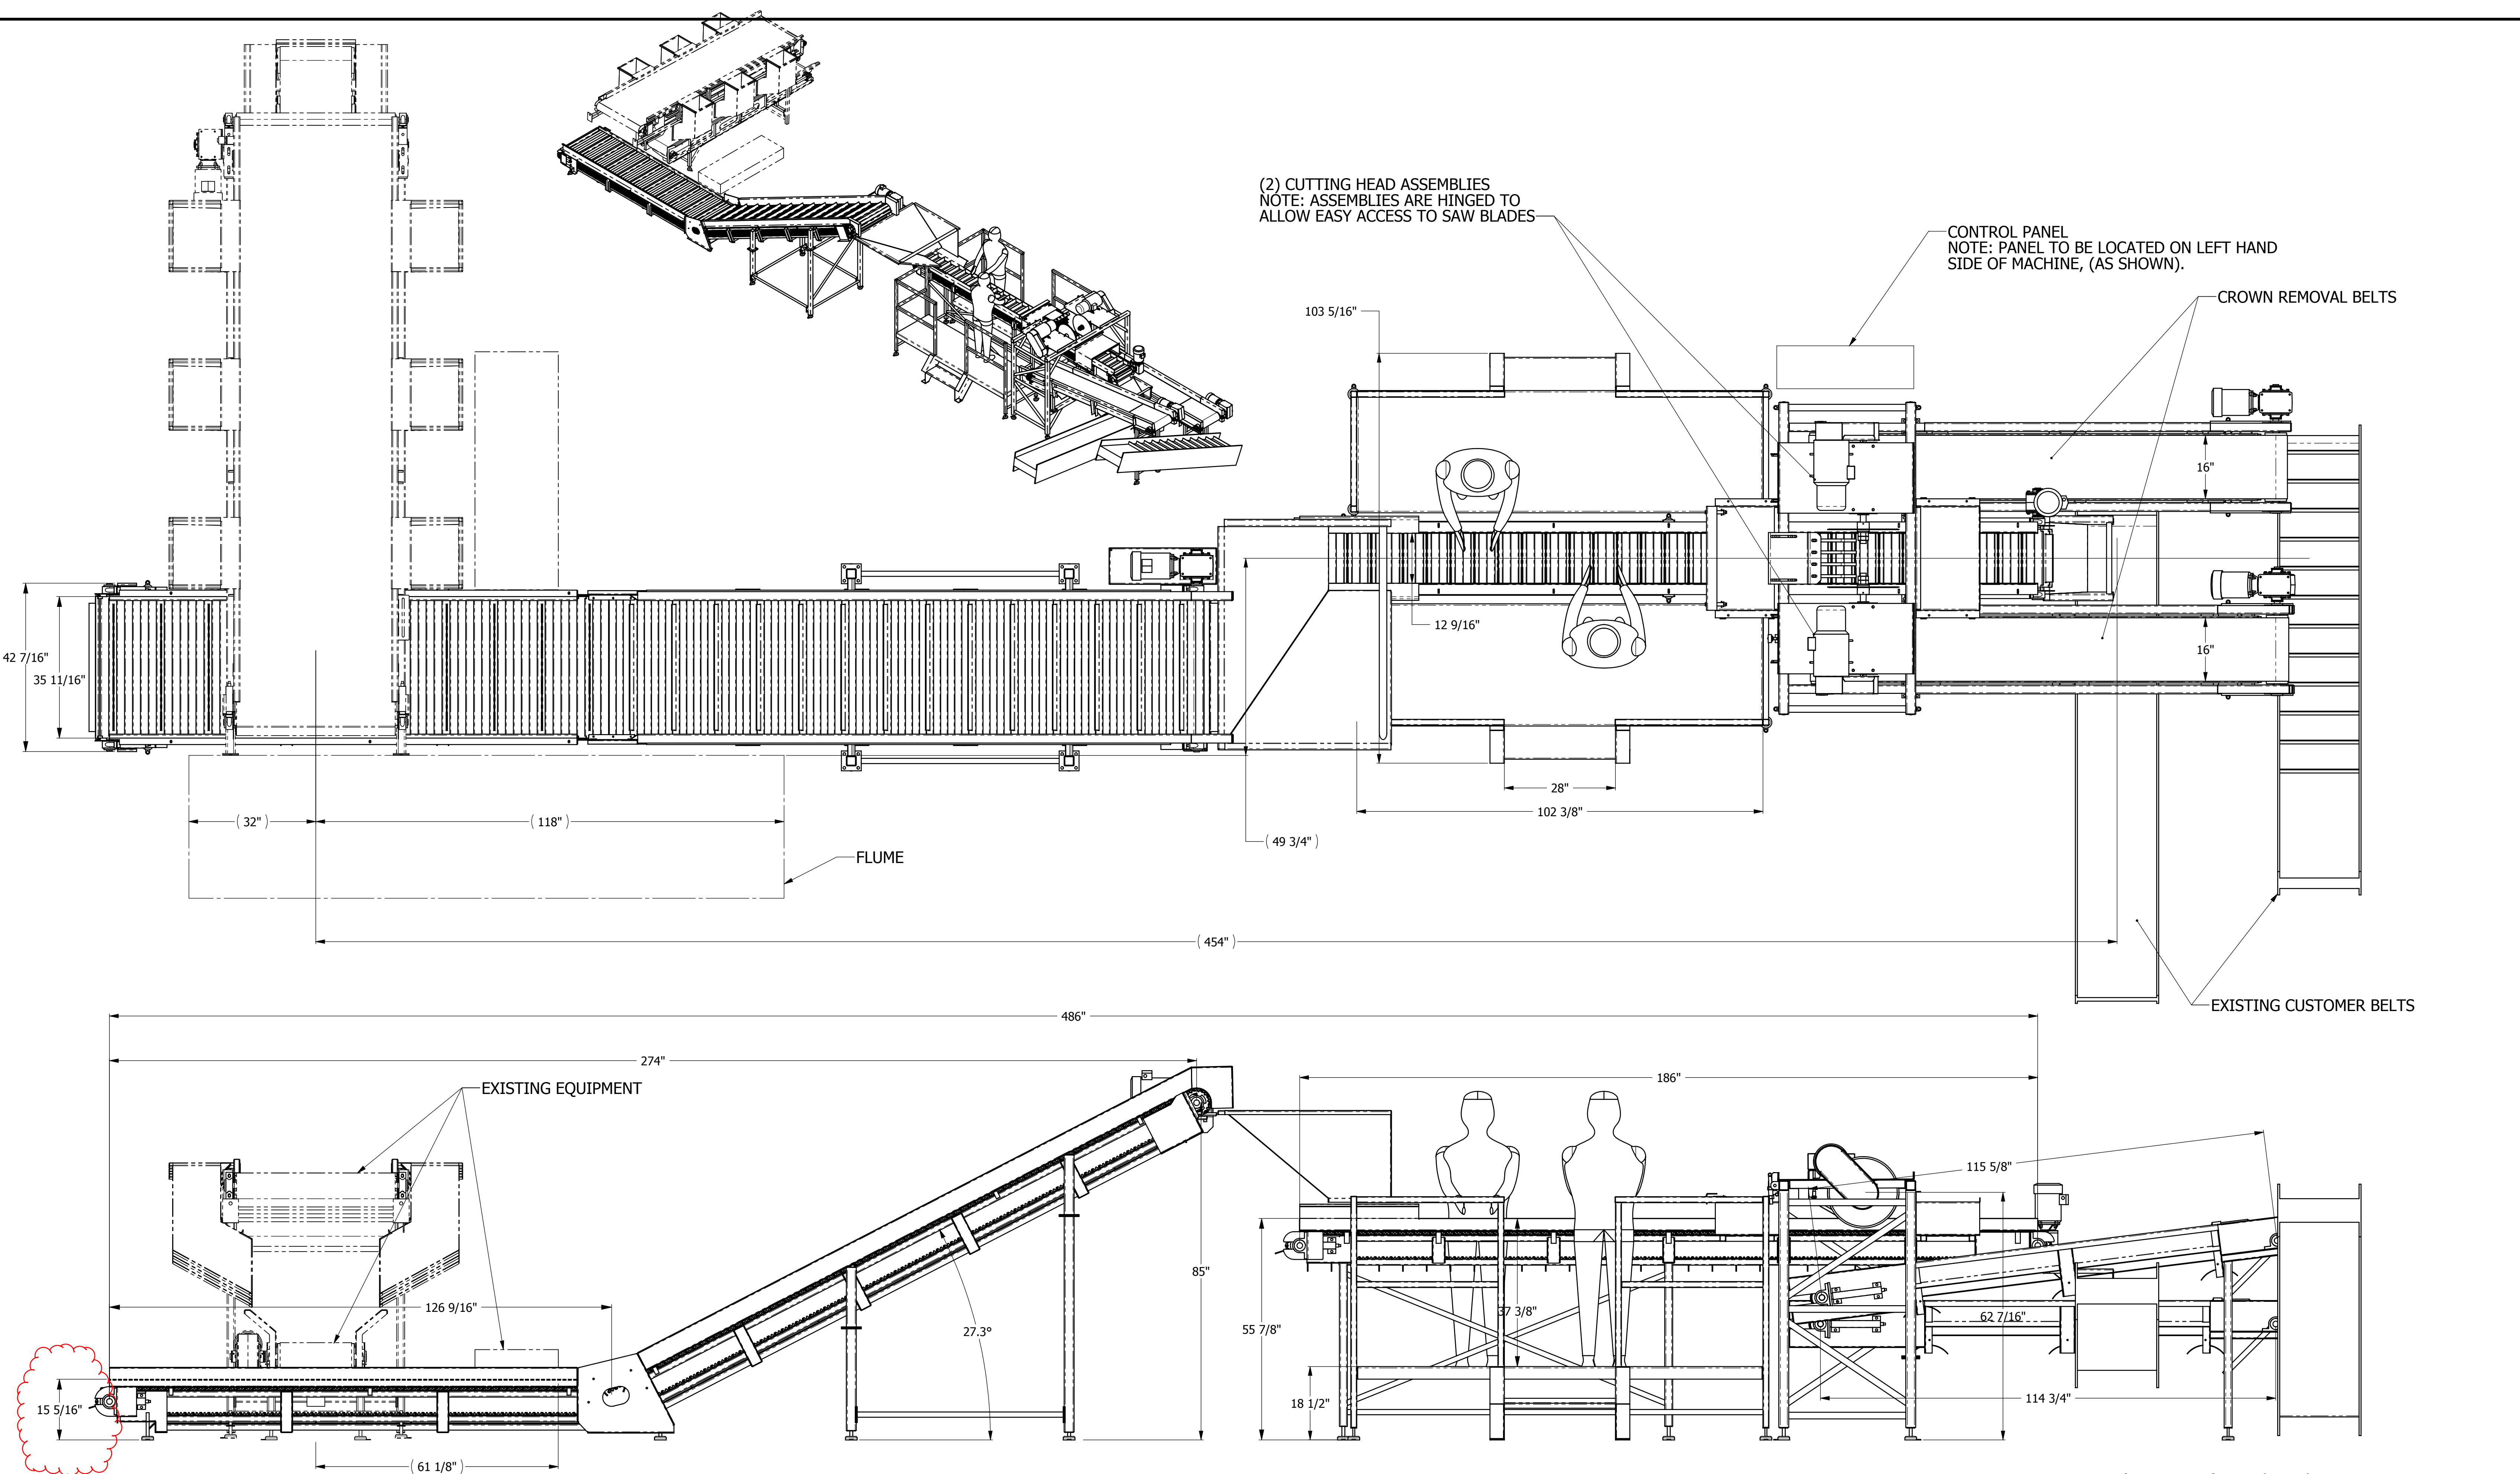 (2) CUTTING HEAD ASSEMBLIES
NOTE: ASSEMBLIES ARE HINGED TO
ALLOW EASY ACCESS TO SAW BLADES
CONTROL PANEL
NOTE: PANEL TO BE LOCATED ON LEFT HAND
SIDE OF MACHINE, (AS SHOWN).
CROWN REMOVAL BELTS
103 5/16"
16"
12 9/16"
16"
42 7/16"
35 11/16"
28"
102 3/8"
( 32" )
( 118" )
( 49 3/4" )
FLUME
( 454" )
EXISTING CUSTOMER BELTS
486"
274"
EXISTING EQUIPMENT
186"
115 5/8"
85"
126 9/16"
27.3°
55 7/8"
37 3/8"
62 7/16"
15 5/16"
18 1/2"
114 3/4"
( 61 1/8" )